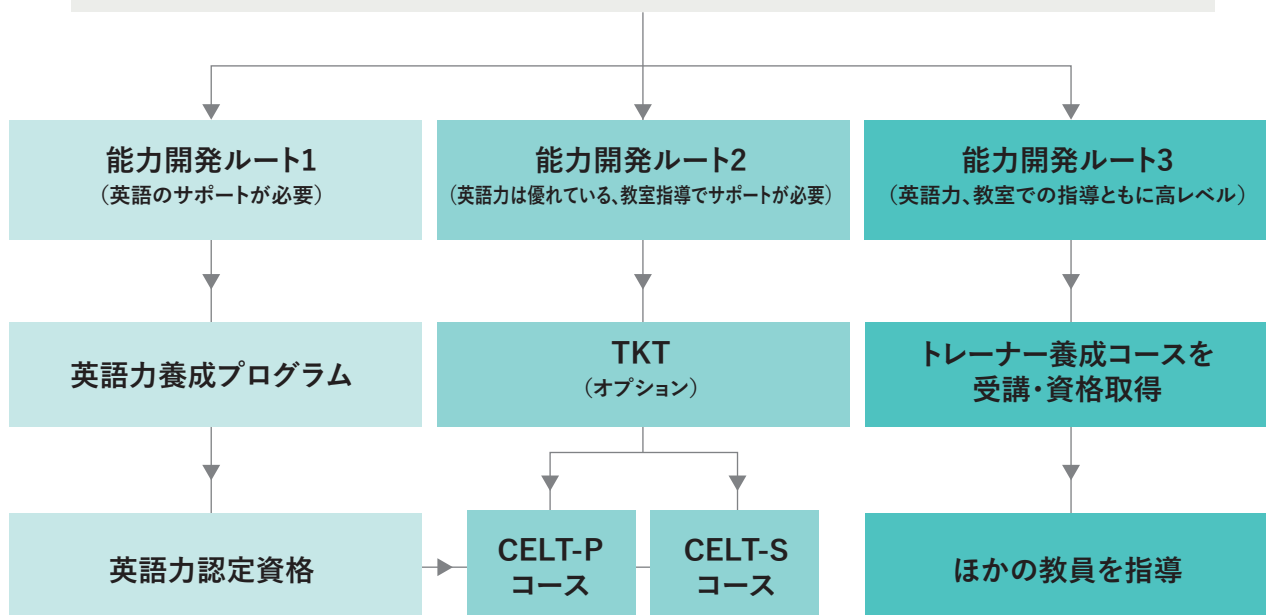 能力開発ルート1
（英語のサポートが必要）
能力開発ルート2
（英語力は優れている、教室指導でサポートが必要）
能力開発ルート3
（英語力、教室での指導ともに高レベル）
英語力養成プログラム
TKT
（オプション）
トレーナー養成コースを
受講・資格取得
英語力認定資格
CELT-P
コース
CELT-S
コース
ほかの教員を指導